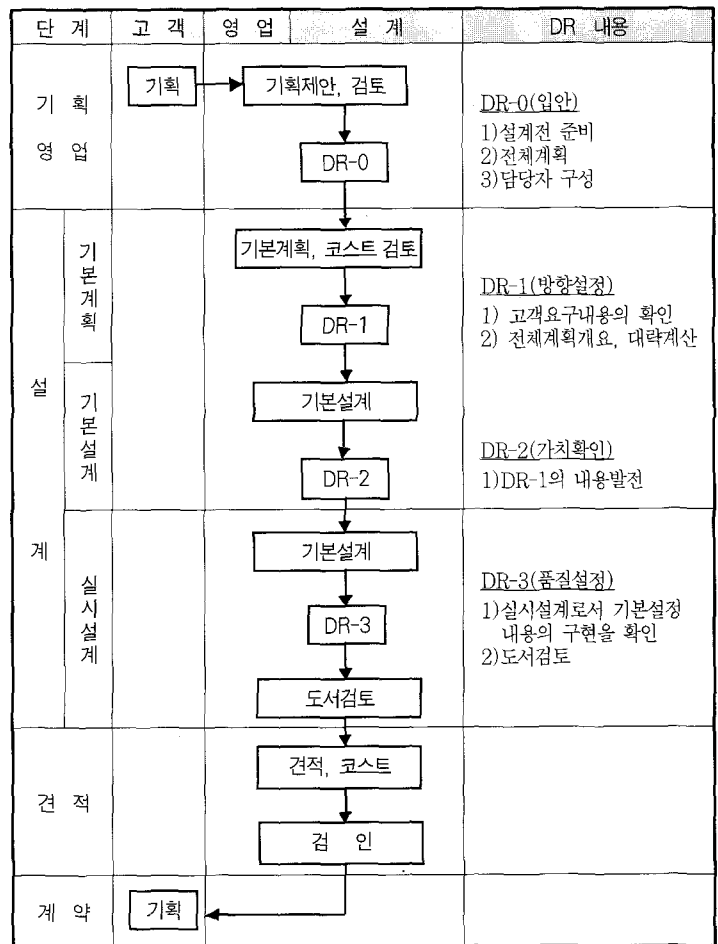 단 계 고 객 영 업 설 계 DR 내용
기 획
영 업
기획
기획제안, 검토
DR-0
DR-0(입안)
1)설계전 준비
2)전체계획
3)담당자 구성
설
계
기본계획
기본계획, 코스트 검토
DR-1
DR-1(방향설정)
1) 고객요구내용의 확인
2) 전체계획개요, 대략계산
기본설계
기본설계
DR-2
DR-2(가치확인)
1)DR-1의 내용발전
실시설계
기본설계
DR-3
도서검토
DR-3(품질설정)
1)실시설계로서 기본설정
내용의 구현을 확인
2)도서검토
견 적
견적, 코스트
검 인
계 약
기획